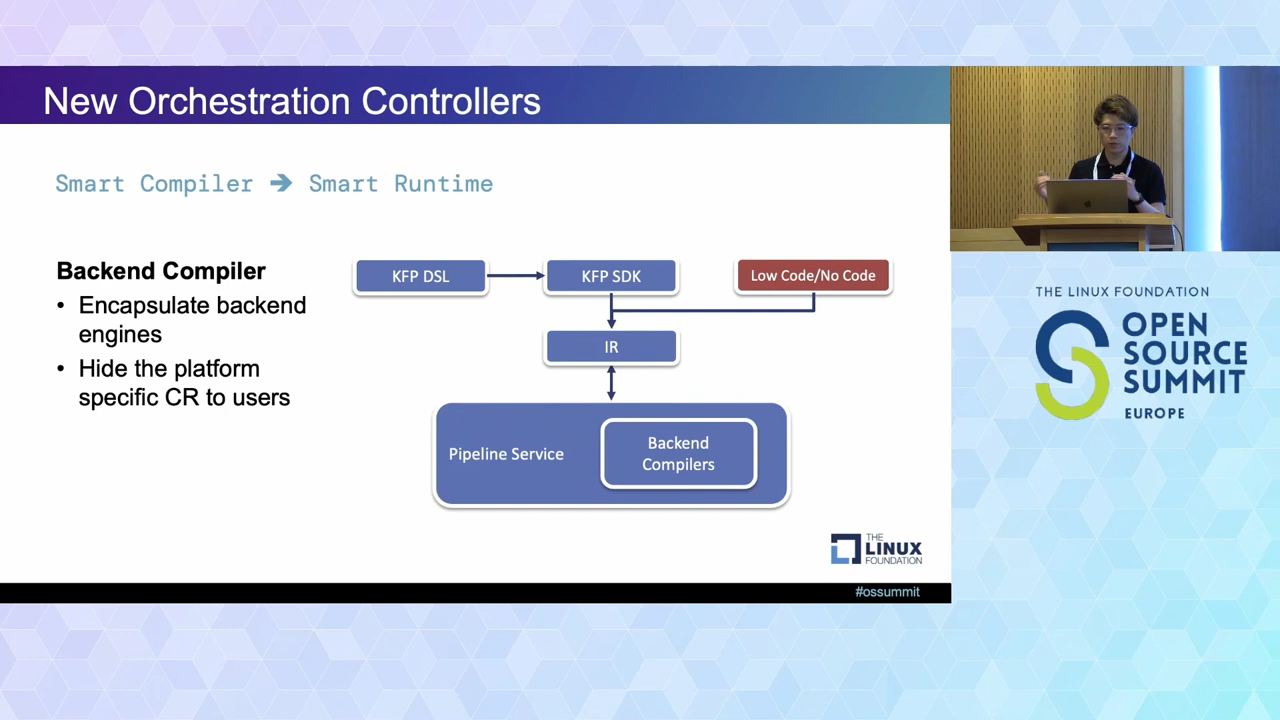 New Orchestration Controllers
Smart Compiler ➔ Smart Runtime
Backend Compiler
• Encapsulate backend
engines
• Hide the platform
specific CR to users
KFP DSL
KFP SDK
Low Code/No Code
IR
Pipeline Service
Backend
Compilers
THE
LINUX
FOUNDATION
#ossummit
THE LINUX FOUNDATION
OPEN
SOURCE
SUMMIT
EUROPE